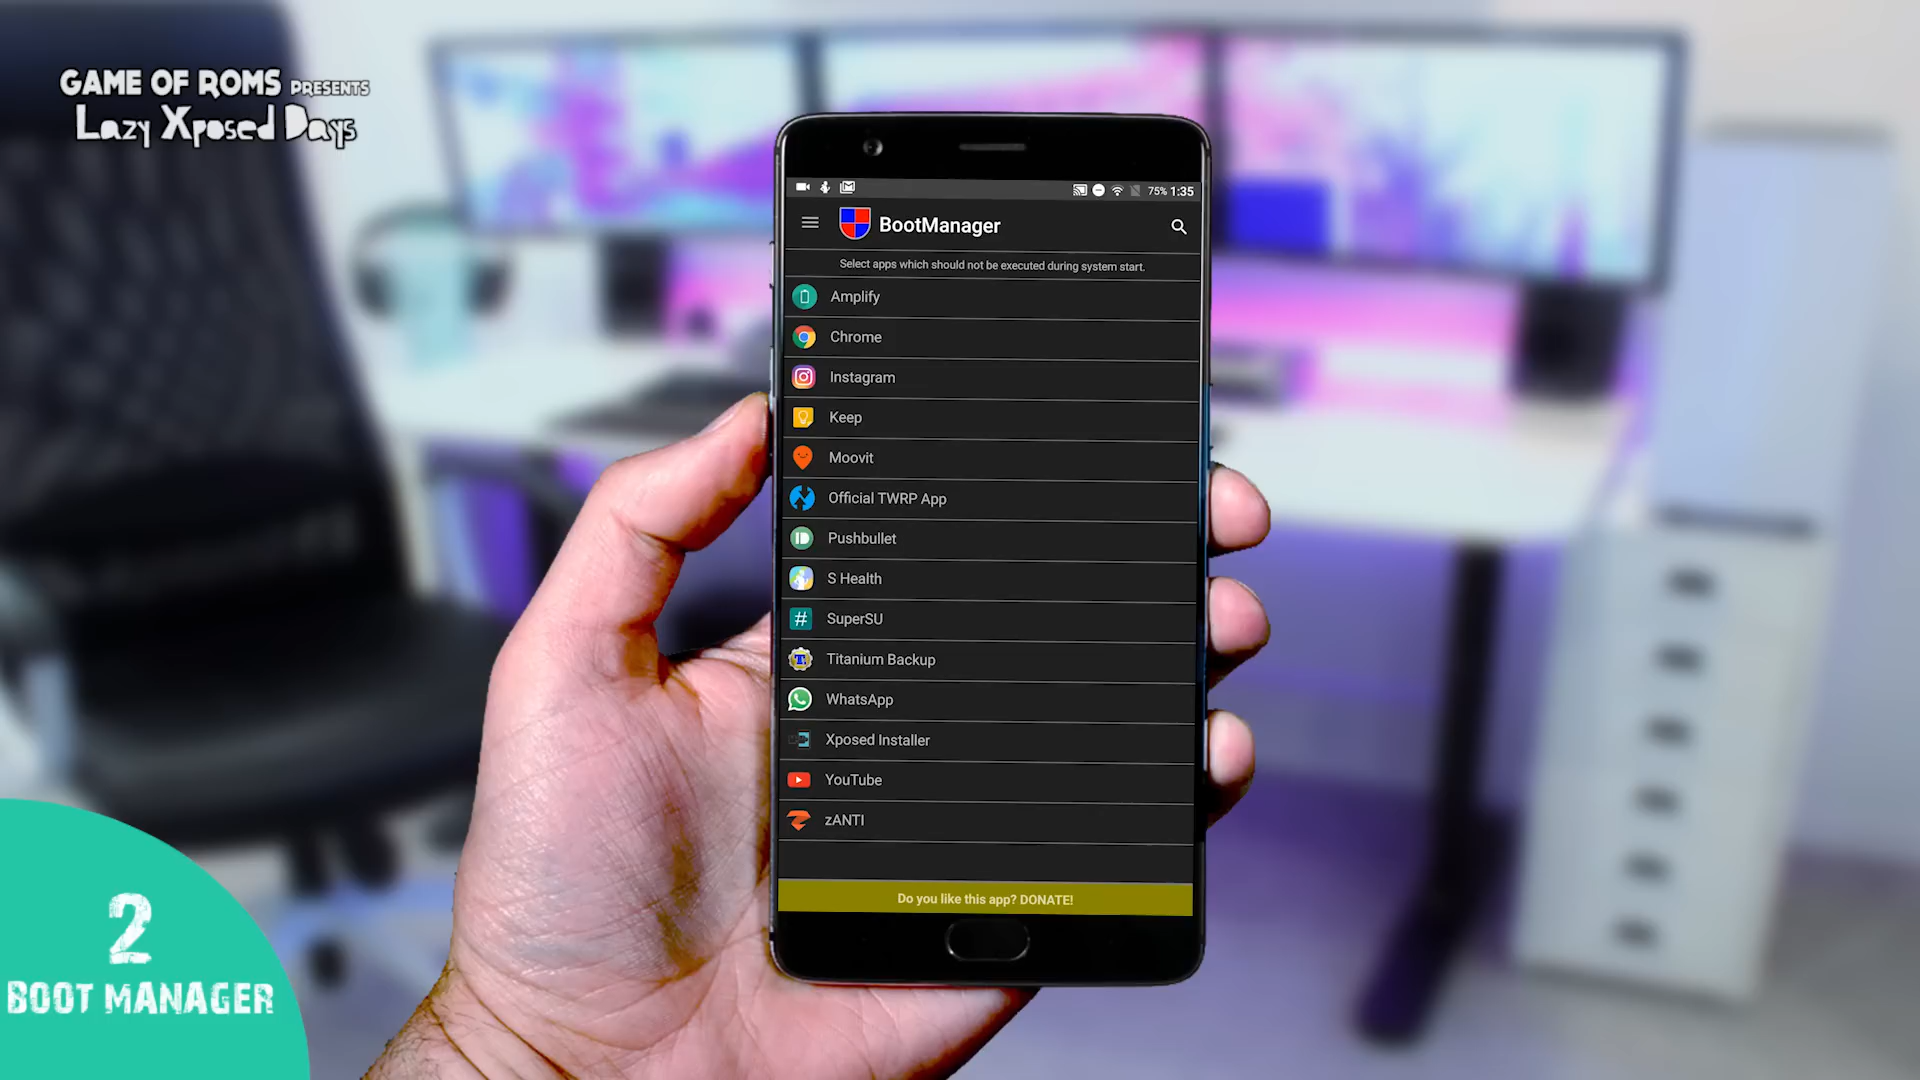 GAME OF ROMS PRESENTS
Lazy Xposed Days
75% 1:35
BootManager
Select apps which should not be executed during system start.
Amplify
Chrome
Instagram
Keep
Moovit
Official TWRP App
Pushbullet
S Health
SuperSU
Titanium Backup
WhatsApp
Xposed Installer
YouTube
zANTI
Do you like this app? DONATE!
2
BOOT MANAGER